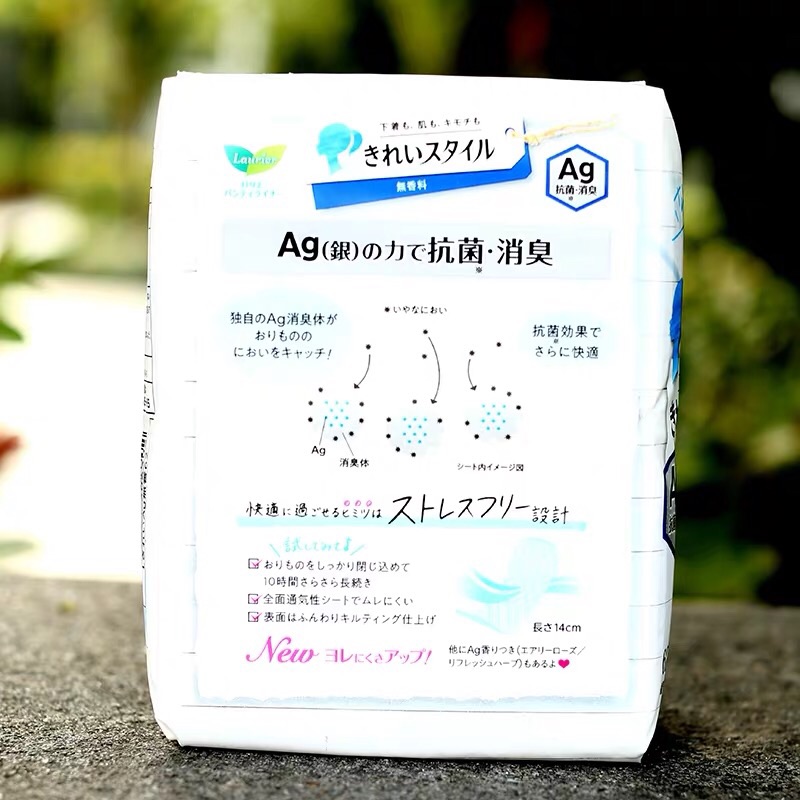 下着も、肌も、キモチも
きれいスタイル
無香料
Laurier
パンティライナー
Ag
抗菌・消臭
※
Ag(銀)の力で抗菌・消臭
※
独自のAg消臭体が
おりものの
においをキャッチ!
いやなにおい
抗菌効果で
※
さらに快適
Ag
消臭体
シート内イメージ図
快適に過ごせるヒミツはストレスフリー設計
試してみて♪
おりものをしっかり閉じ込めて
10時間さらさら長続き
全面通気性シートでムレにくい
表面はふんわりキルティング仕上げ
長さ14cm
New ヨレにくさアップ!
他にAg香りつき(エアリーローズ/
リフレッシュハーブ)もあるよ♥